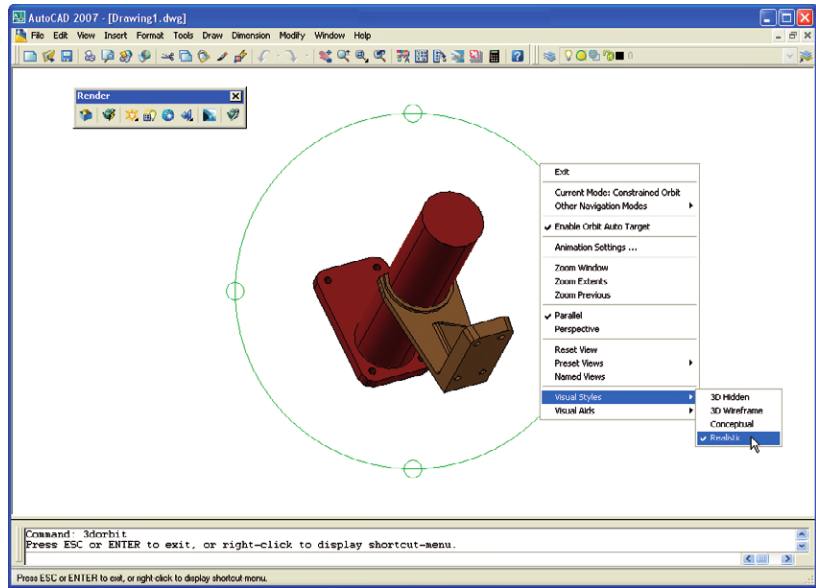 AutoCAD 2007 - [Drawing1.dwg]
File Edit View Insert Format Tools Draw Dimension Modify Window Help
0
Render
Exit
Current Mode: Constrained Orbit
Other Navigation Modes
Enable Orbit Auto Target
Animation Settings ...
Zoom Window
Zoom Extents
Zoom Previous
Parallel
Perspective
Reset View
Preset Views
Named Views
Visual Styles
Visual Aids
3D Hidden
3D Wireframe
Conceptual
Realistic
Command: 3dorbit
Press ESC or ENTER to exit, or right-click to display shortcut-menu.
Press ESC or ENTER to exit, or right-click to display shortcut menu.